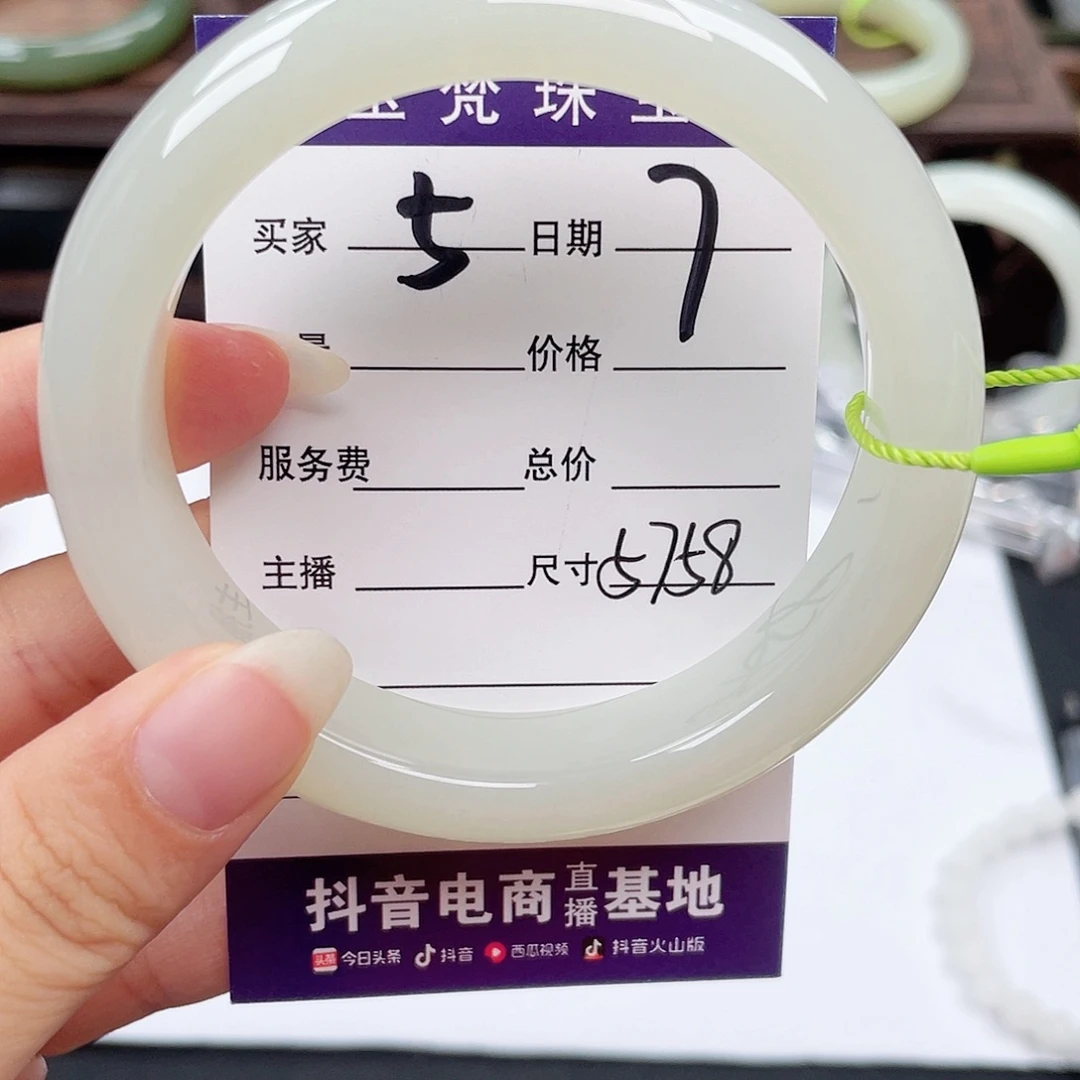 梵珠
买家 5 日期 7
价格
服务费 总价
主播 尺寸 5758
抖音电商直播基地
头条 今日头条 抖音 西瓜视频 抖音火山版